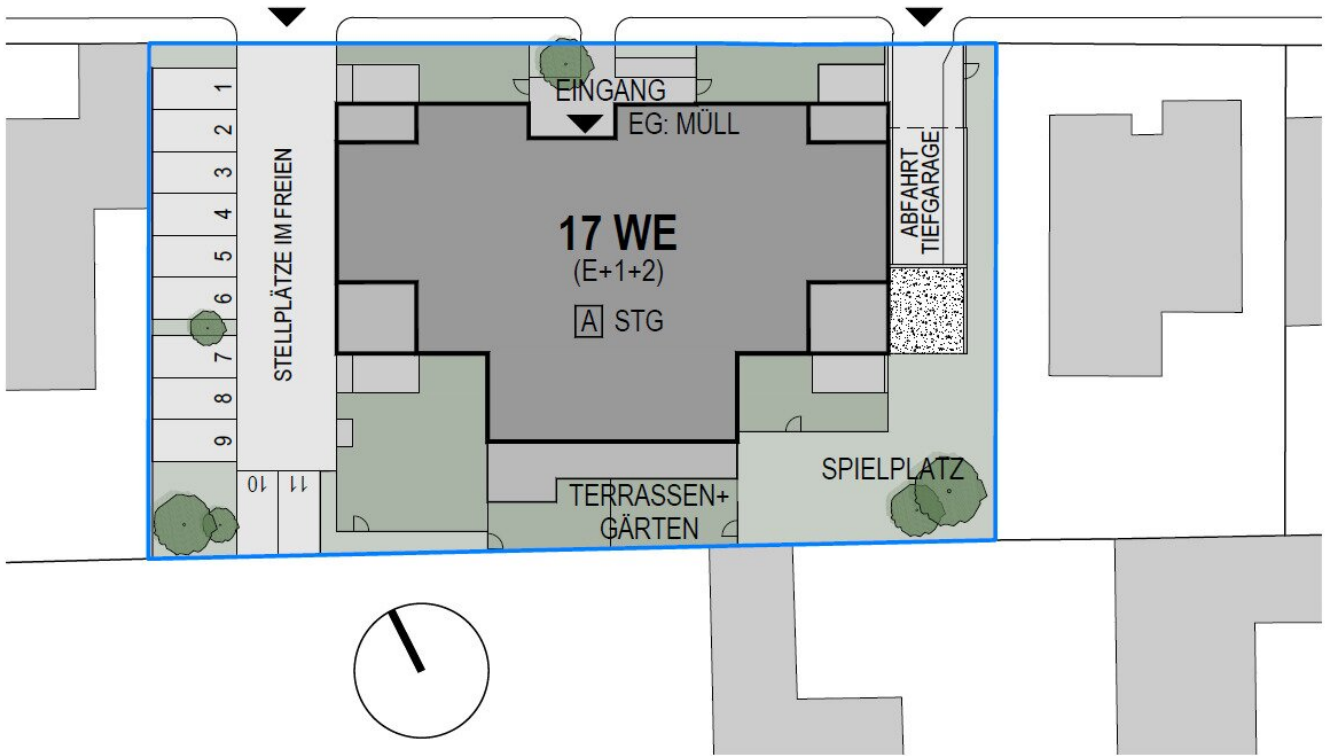 EINGANG
EG: MÜLL
1
2
3
4
5
6
7
8
9
10
11
STELLPLÄTZE IM FREIEN
17 WE
(E+1+2)
A STG
ABFAHRT
TIEFGARAGE
SPIELPLATZ
TERRASSEN+
GÄRTEN